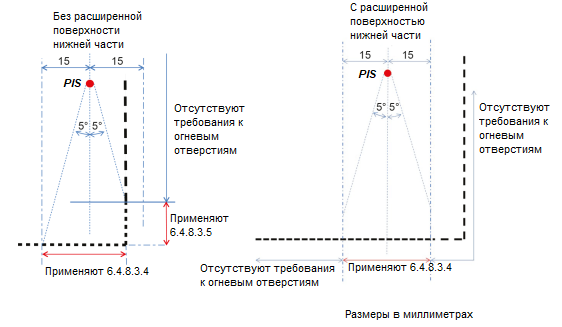 Без расширенной
поверхности
нижней части
15
15
PIS
5° 5°
Отсутствуют
требования к
огневым
отверстиям
Применяют
6.4.8.3.5
Применяют 6.4.8.3.4
С расширенной
поверхностью
нижней части
15
15
PIS
5° 5°
Отсутствуют
требования к
огневым
отверстиям
Отсутствуют требования
к огневым отверстиям
Применяют 6.4.8.3.4
Размеры в миллиметрах